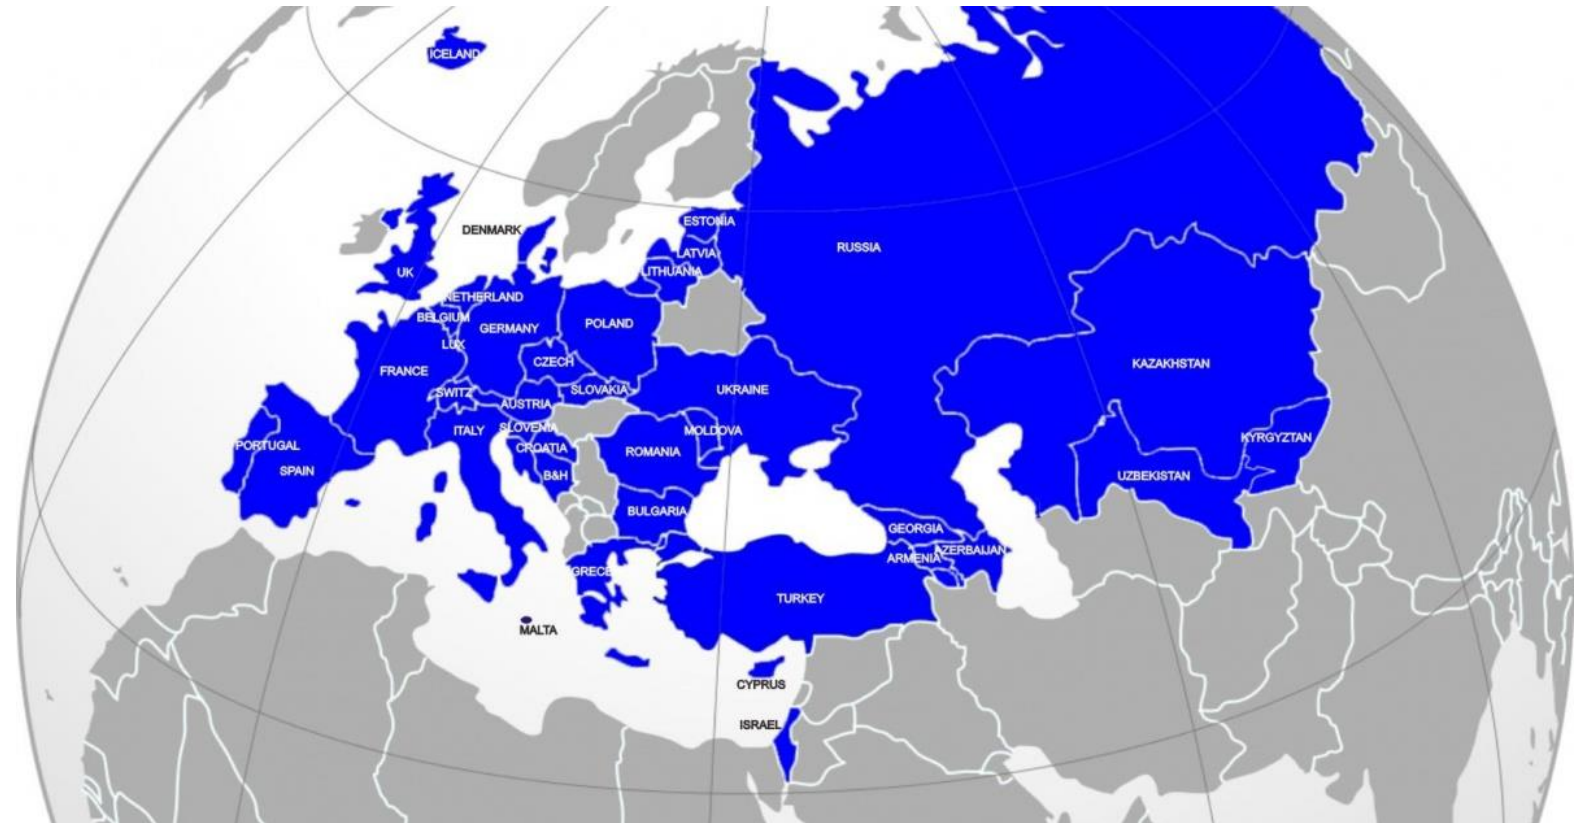 ICELAND
DENMARK
ESTONIA
RUSSIA
LATVIA
UK
LITHUANIA
NETHERLAND
BELGIUM
GERMANY
POLAND
LUX
CZECH
KAZAKHSTAN
FRANCE
SWITZ
SLOVAKIA
UKRAINE
AUSTRIA
ITALY
SLOVENIA
MOLDOVA
KYRGYZTAN
PORTUGAL
CROATIA
ROMANIA
SPAIN
B&H
UZBEKISTAN
BULGARIA
GEORGIA
AZERBAIJAN
ARMENIA
GRECE
TURKEY
MALTA
CYPRUS
ISRAEL